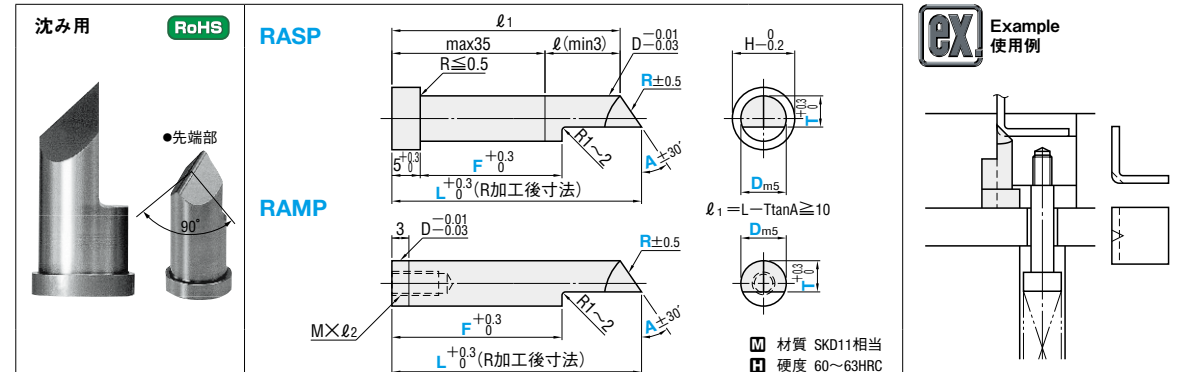 沈み用
RoHS
●先端部
90°
RASP
ℓ1
max35
ℓ(min3)
D−0.01
−0.03
R≦0.5
R±0.5
R1〜2
A±30′
5+0.3
0
F+0.3
0
L+0.3
0(R加工後寸法)
H 0
−0.2
T+0.3
0
Dm5
ℓ1=L−TtanA≧10
RAMP
3
D−0.01
−0.03
R±0.5
R1〜2
A±30′
M×ℓ2
F+0.3
0
L+0.3
0(R加工後寸法)
Dm5
T+0.3
0
M 材質 SKD11相当
H 硬度 60〜63HRC
ex.
Example
使用例